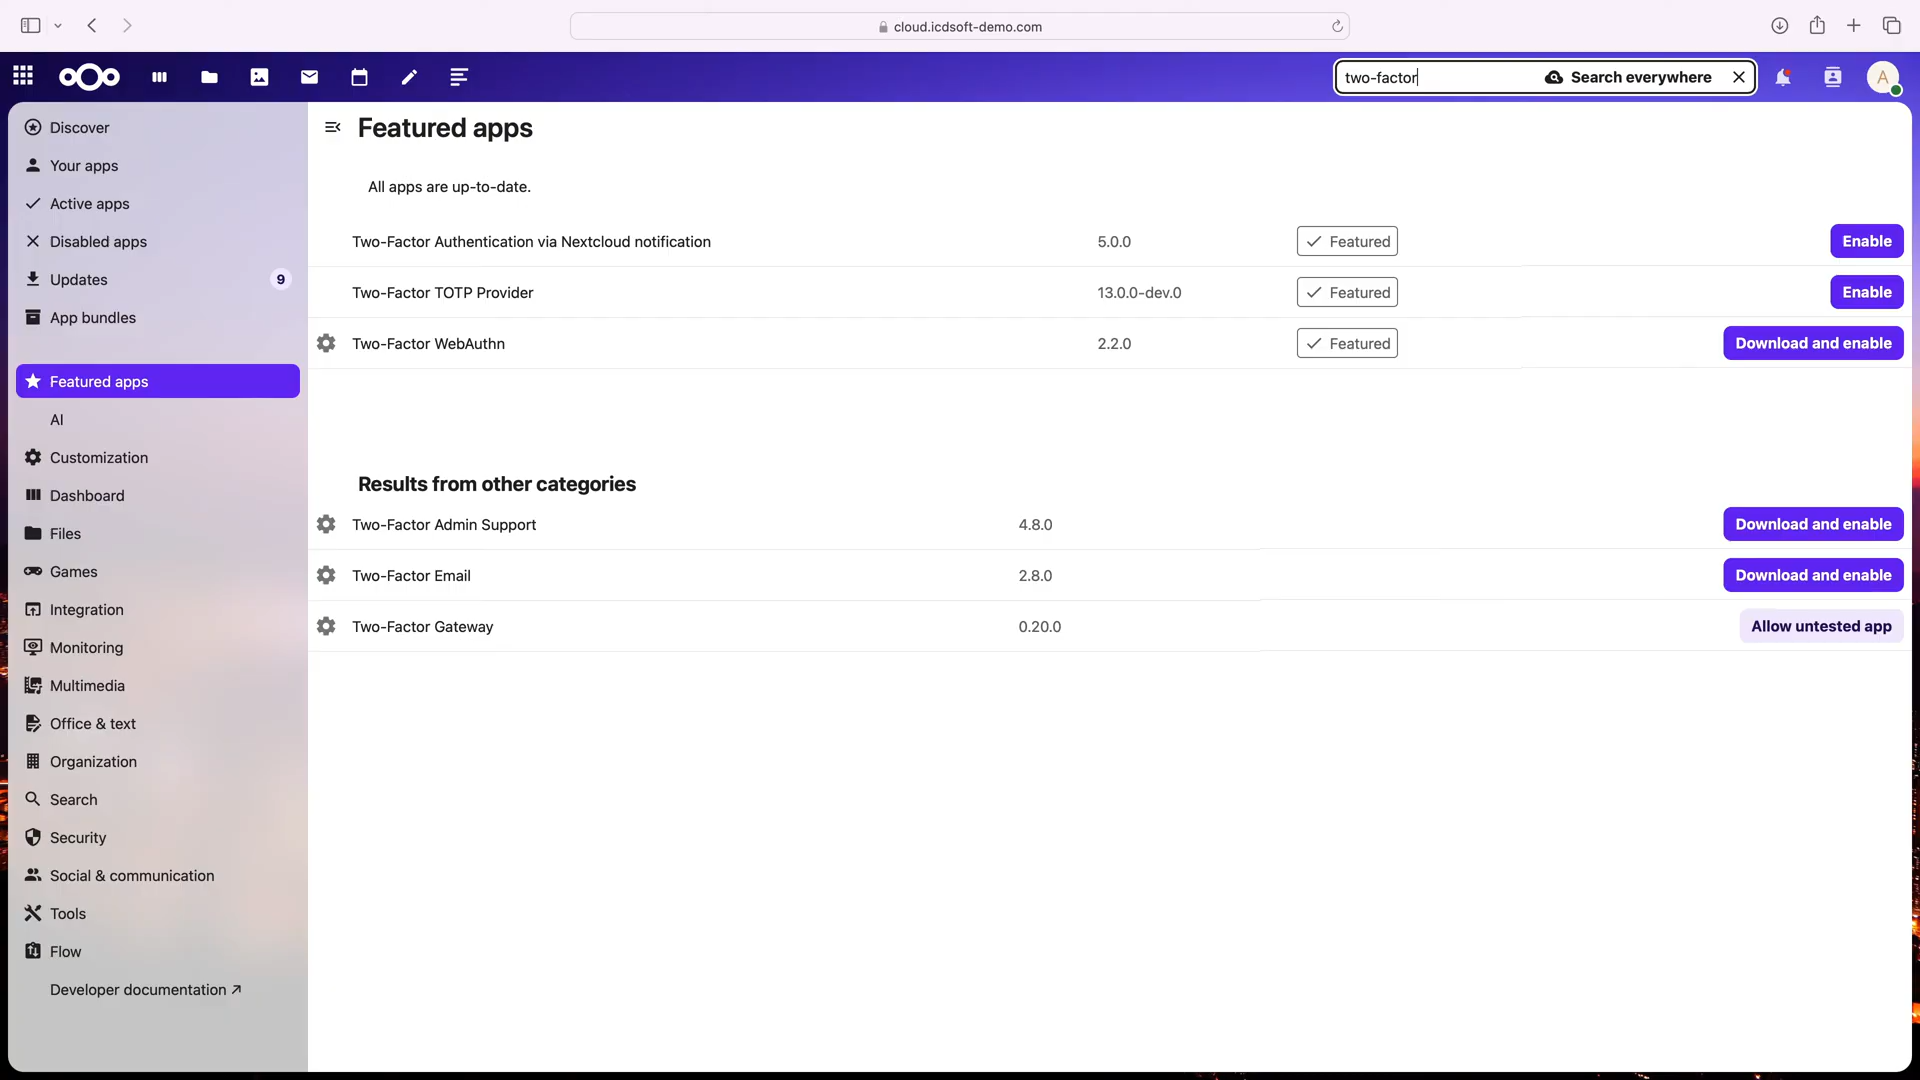 cloud.icdsoft-demo.com
two-factor
Search everywhere
A
Discover
Your apps
Active apps
Disabled apps
Updates 9
App bundles
Featured apps
AI
Customization
Dashboard
Files
Games
Integration
Monitoring
Multimedia
Office & text
Organization
Search
Security
Social & communication
Tools
Flow
Developer documentation ↗
Featured apps
All apps are up-to-date.
Two-Factor Authentication via Nextcloud notification 5.0.0 Featured Enable
Two-Factor TOTP Provider 13.0.0-dev.0 Featured Enable
Two-Factor WebAuthn 2.2.0 Featured Download and enable
Results from other categories
Two-Factor Admin Support 4.8.0 Download and enable
Two-Factor Email 2.8.0 Download and enable
Two-Factor Gateway 0.20.0 Allow untested app